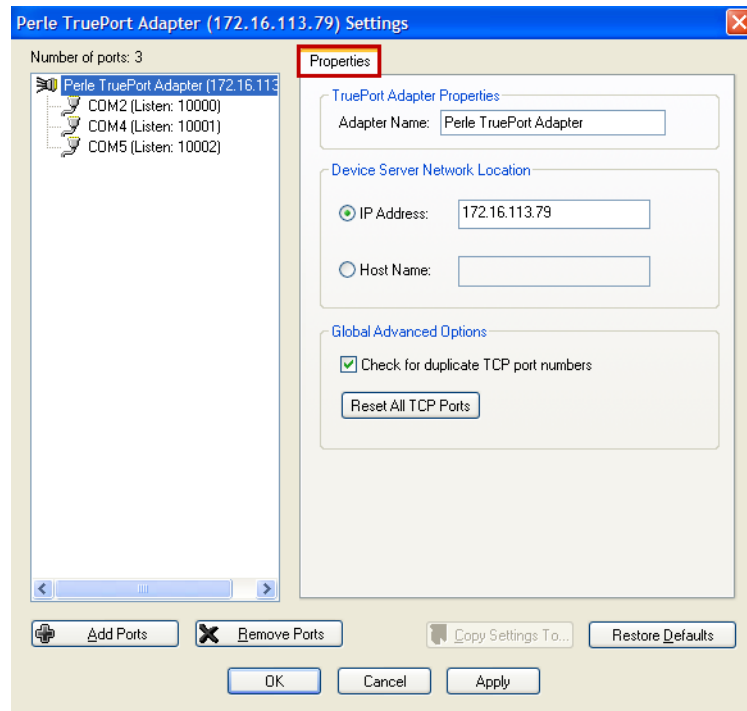 Perle TruePort Adapter (172.16.113.79) Settings
Number of ports: 3
Perle TruePort Adapter (172.16.113
COM2 (Listen: 10000)
COM4 (Listen: 10001)
COM5 (Listen: 10002)
Properties
TruePort Adapter Properties
Adapter Name: Perle TruePort Adapter
Device Server Network Location
IP Address: 172.16.113.79
Host Name:
Global Advanced Options
Check for duplicate TCP port numbers
Reset All TCP Ports
Add Ports Remove Ports Copy Settings To... Restore Defaults
OK Cancel Apply